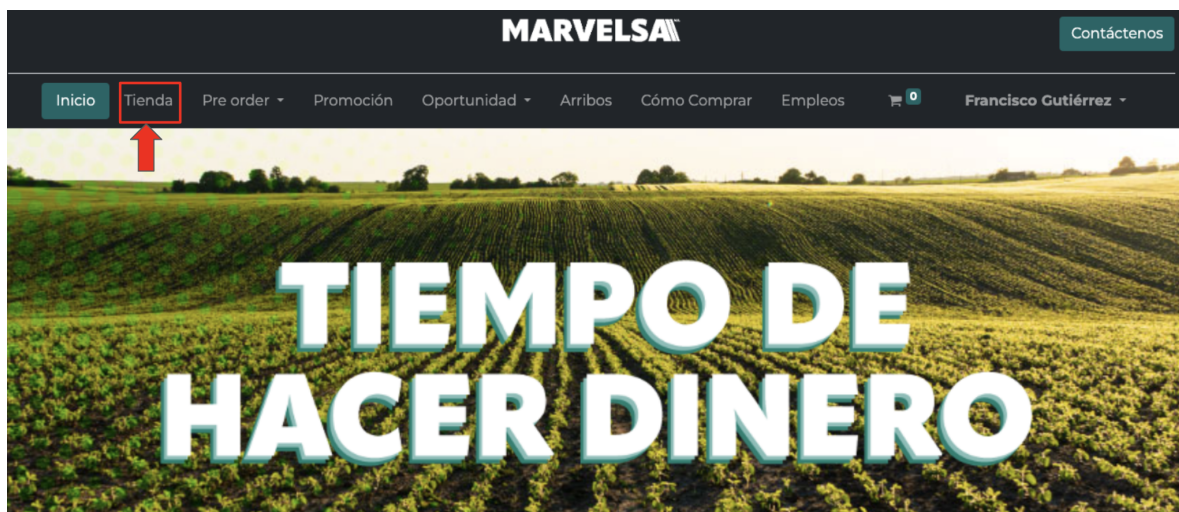 MARVELSA
Contáctenos
Inicio Tienda Pre order Promoción Oportunidad Arribos Cómo Comprar Empleos 0 Francisco Gutiérrez
TIEMPO DE
HACER DINERO